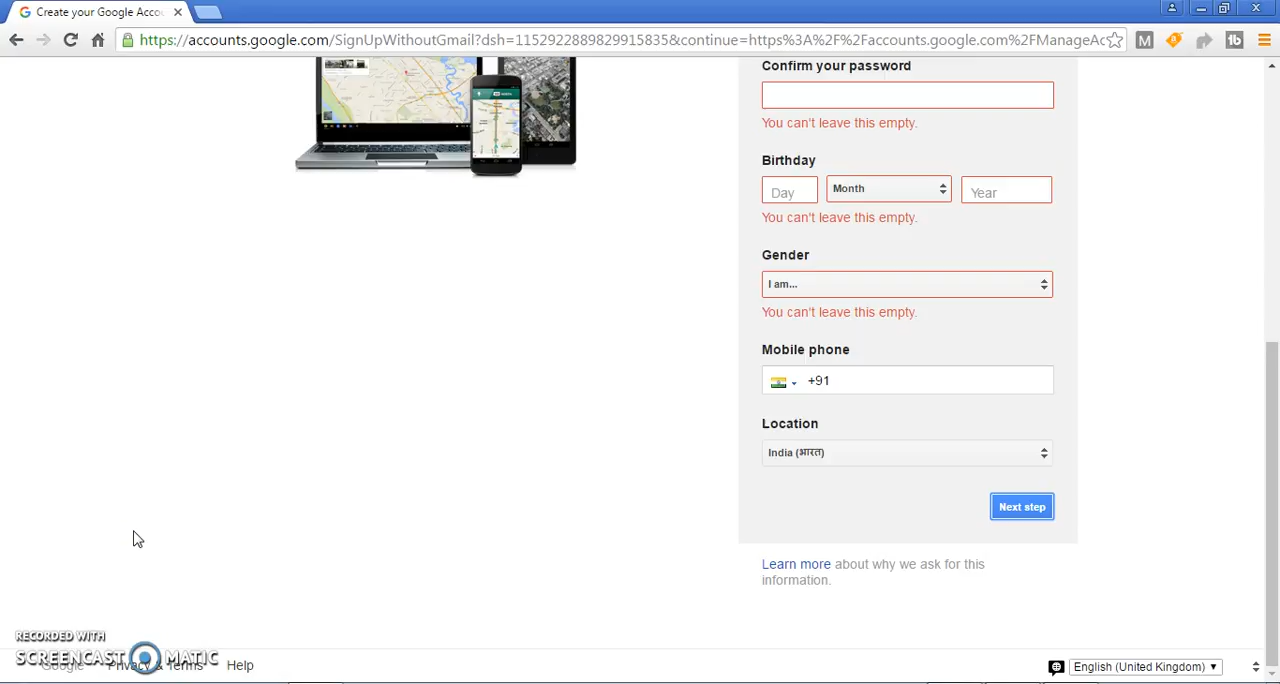 Create your Google Acco
https://accounts.google.com/SignUpWithoutGmail?dsh=1152922889829915835&continue=https%3A%2F%2Faccounts.google.com%2FManageAc
Confirm your password
You can't leave this empty.
Birthday
Day Month Year
You can't leave this empty.
Gender
I am...
You can't leave this empty.
Mobile phone
+91
Location
India (भारत)
Next step
Learn more about why we ask for this
information.
RECORDED WITH
SCREENCAST MATIC
Google Privacy & Terms Help
English (United Kingdom)